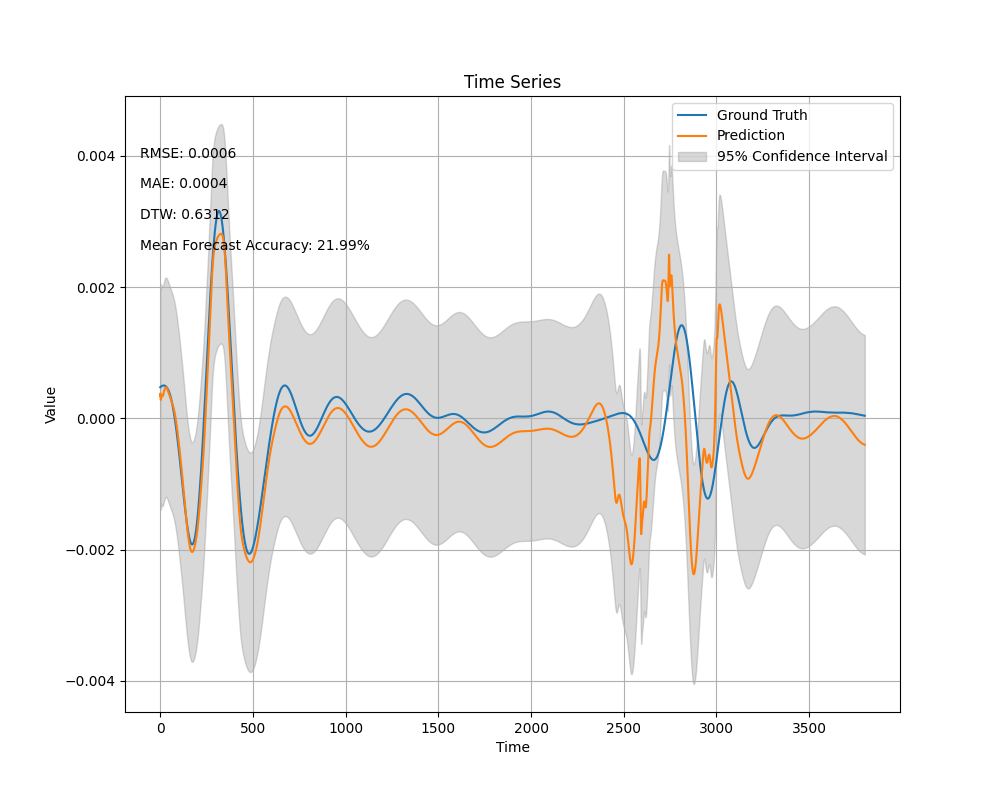 Time Series
Ground Truth
Prediction
95% Confidence Interval
RMSE: 0.0006
MAE: 0.0004
DTW: 0.6312
Mean Forecast Accuracy: 21.99%
Value
0.004
0.002
0.000
−0.002
−0.004
0 500 1000 1500 2000 2500 3000 3500
Time